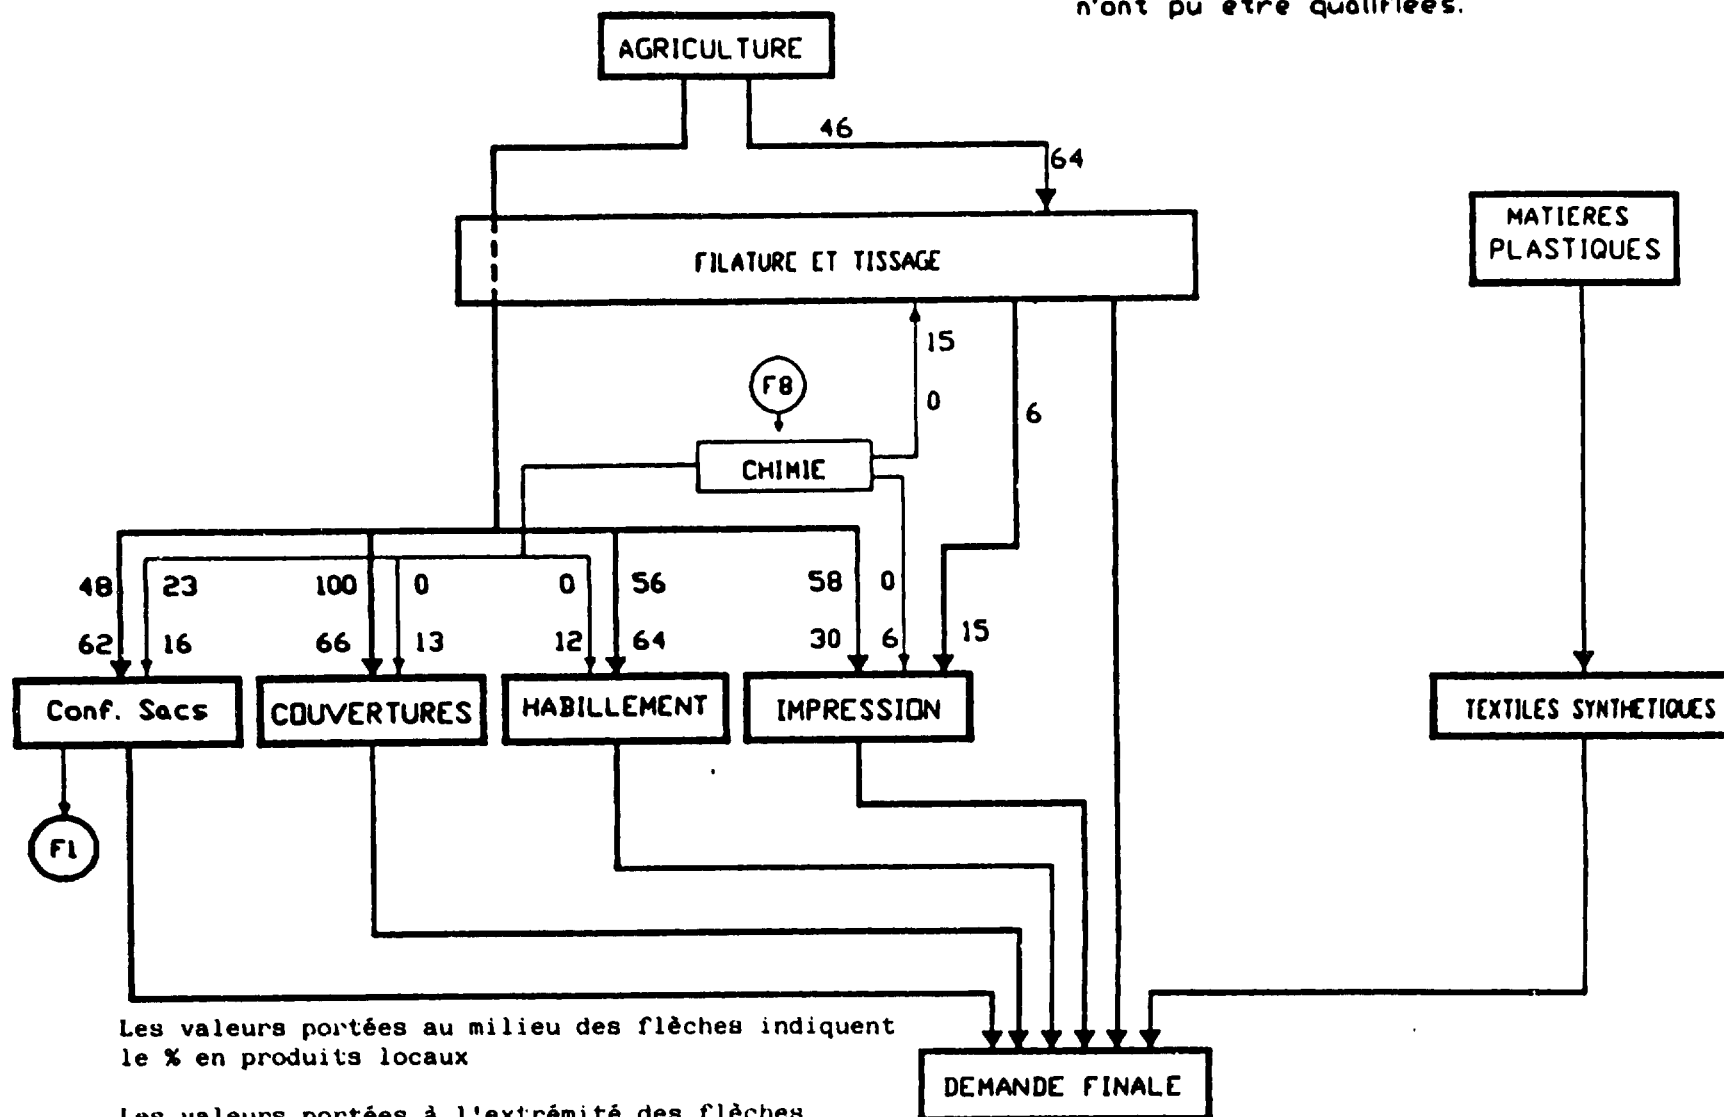 n'ont pu être qualifiées.
AGRICULTURE
46
64
MATIERES
PLASTIQUES
FILATURE ET TISSAGE
15
F8
0
6
CHIMIE
48 23 100 0 0 56 58 0
62 16 66 13 12 64 30 6 15
Conf. Sacs
COUVERTURES
HABILLEMENT
IMPRESSION
TEXTILES SYNTHETIQUES
F1
Les valeurs portées au milieu des flèches indiquent
le % en produits locaux
DEMANDE FINALE
Les valeurs portées à l'extrémité des flèches